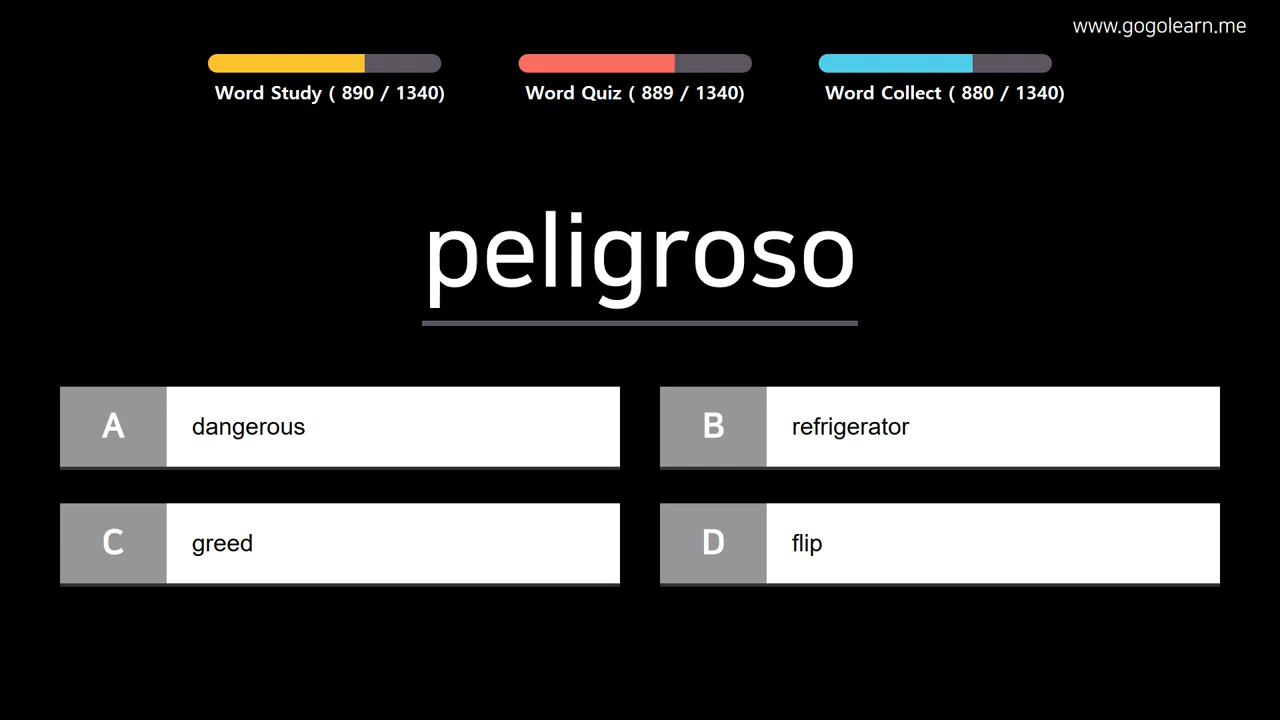 www.gogolearn.me
Word Study ( 890 / 1340)
Word Quiz ( 889 / 1340)
Word Collect ( 880 / 1340)
peligroso
A dangerous
B refrigerator
C greed
D flip